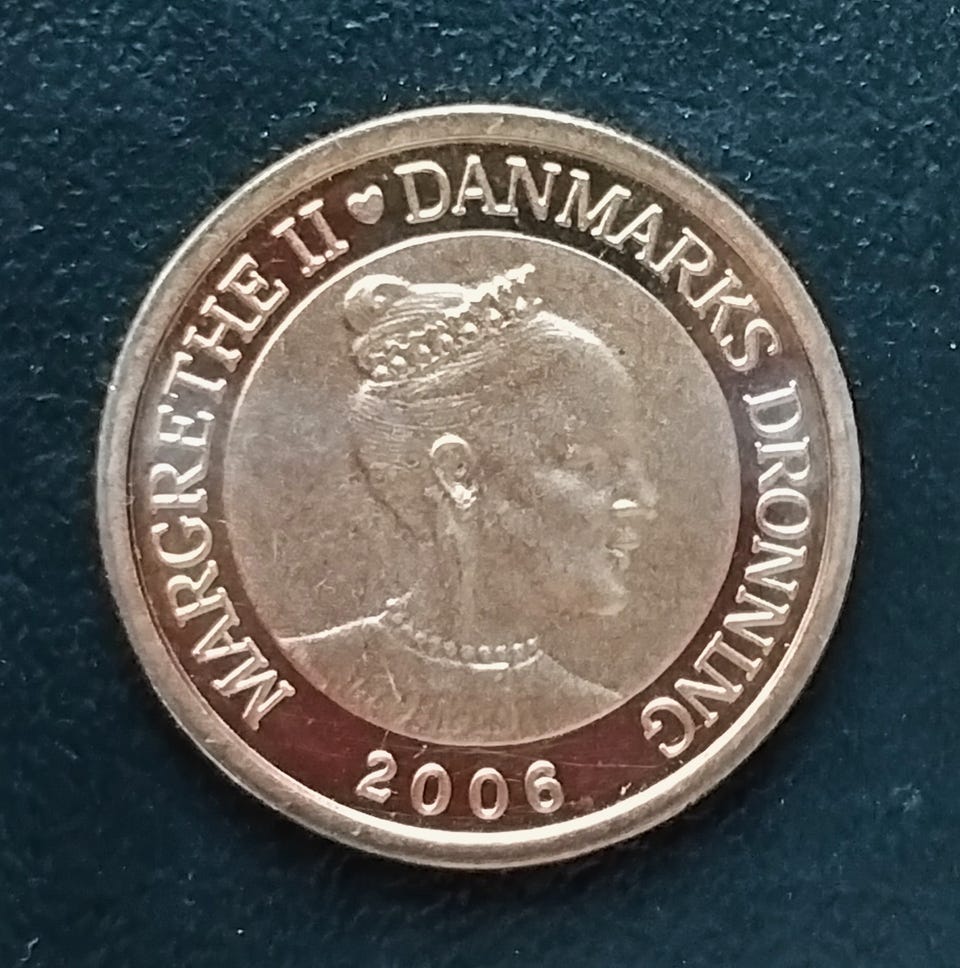 MARGRETHE II ♥ DANMARKS DRONNING
2006